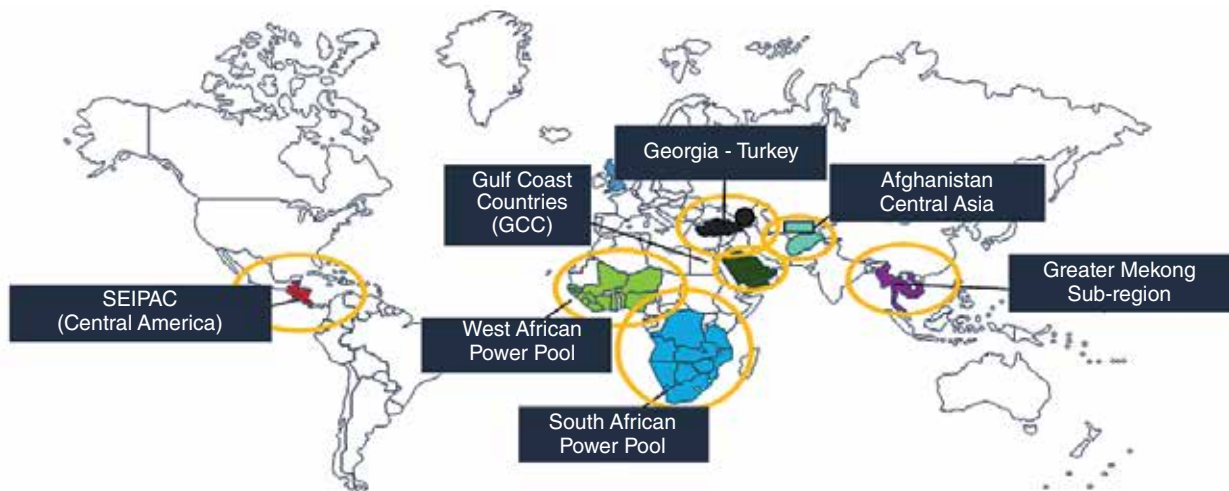 Georgia - Turkey
Gulf Coast
Countries
(GCC)
Afghanistan
Central Asia
SEIPAC
(Central America)
West African
Power Pool
Greater Mekong
Sub-region
South African
Power Pool